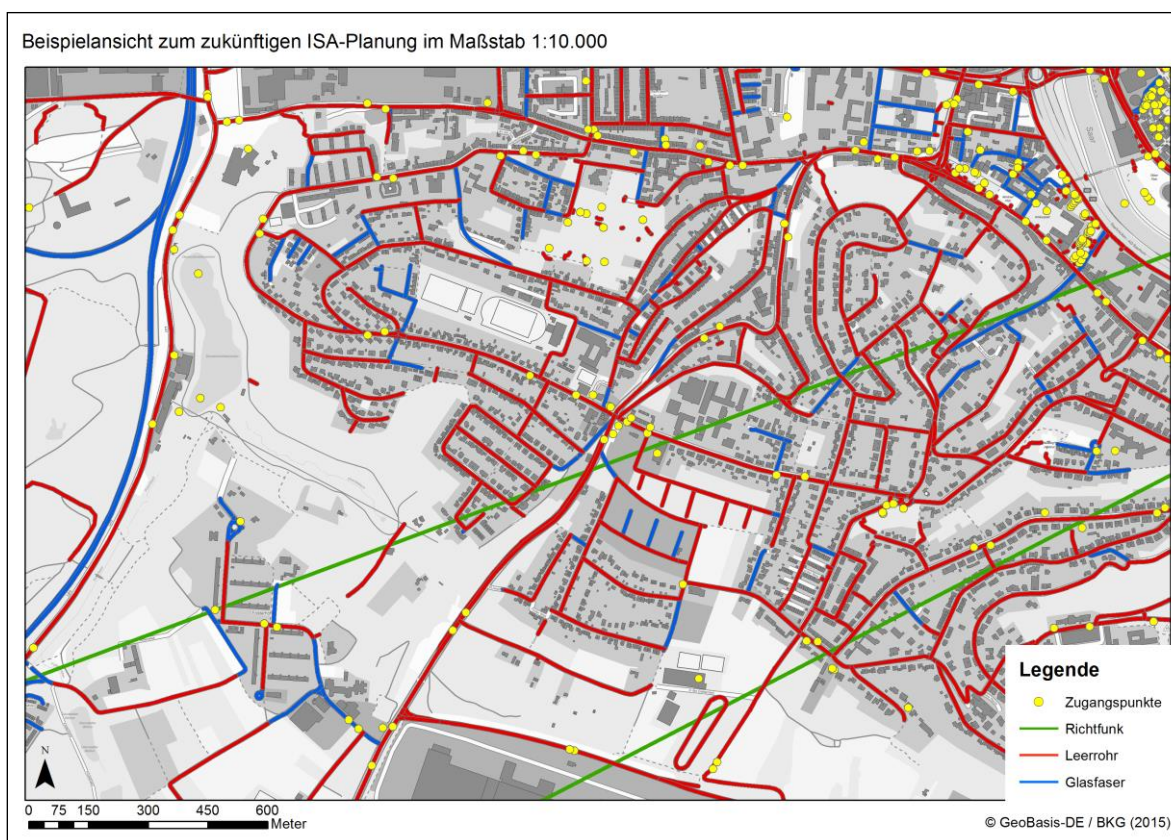 Beispielansicht zum zukünftigen ISA-Planung im Maßstab 1:10.000
Legende
Zugangspunkte
Richtfunk
Leerrohr
Glasfaser
N
0 75 150 300 450 600
Meter
© GeoBasis-DE / BKG (2015)